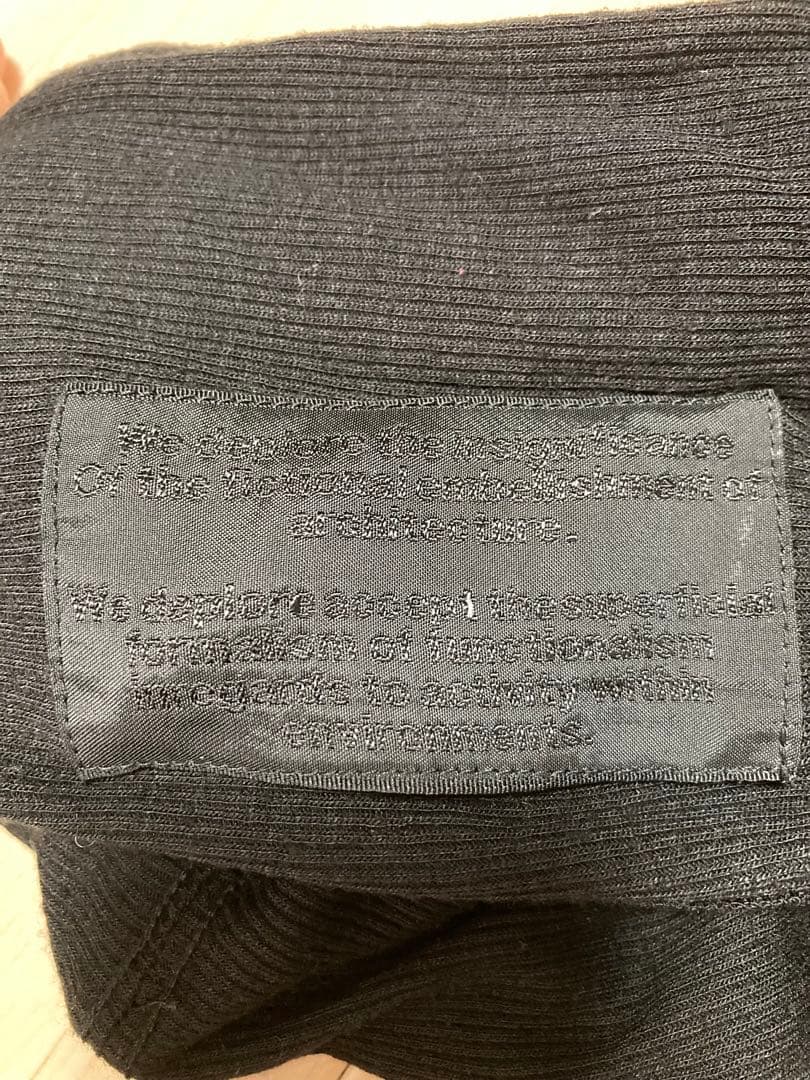 We deplore the insignificance
Of the fictional embellishment of
architecture.
We deplore accept the superficial
formalism of functionalism
in regards to activity within
environments.